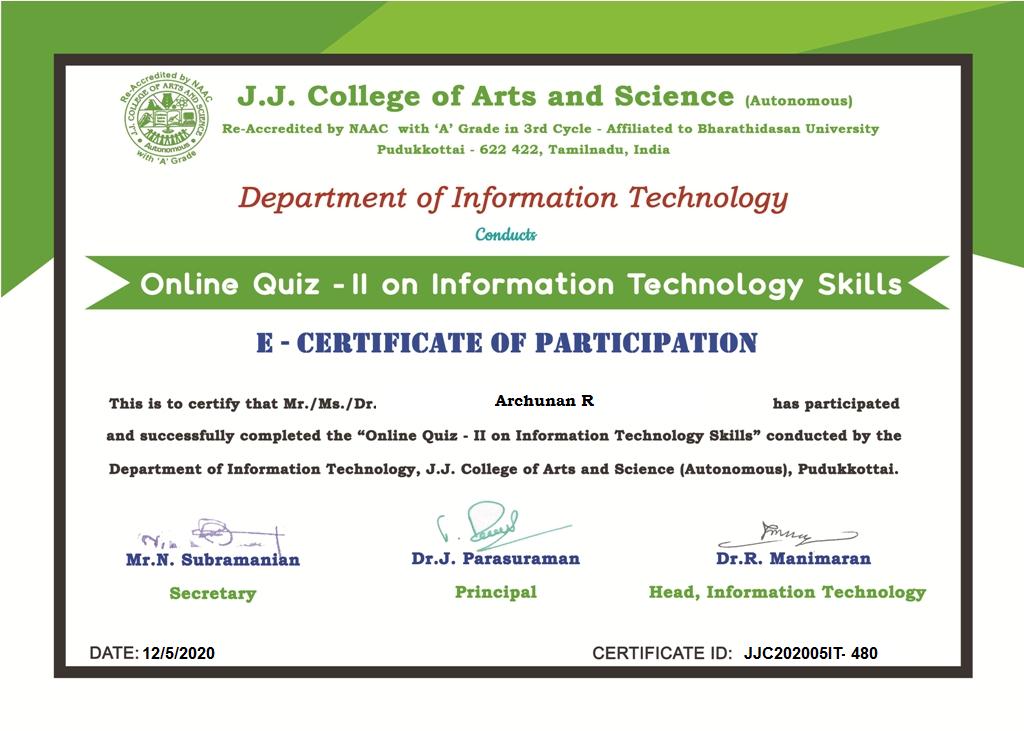 Re-Accredited by NAAC
J.J. COLLEGE OF ARTS AND SCIENCE
Autonomous
with 'A' Grade
J.J. College of Arts and Science (Autonomous)
Re-Accredited by NAAC with ‘A’ Grade in 3rd Cycle - Affiliated to Bharathidasan University
Pudukkottai - 622 422, Tamilnadu, India
Department of Information Technology
Conducts
Online Quiz - II on Information Technology Skills
E - CERTIFICATE OF PARTICIPATION
This is to certify that Mr./Ms./Dr. Archunan R has participated
and successfully completed the “Online Quiz - II on Information Technology Skills” conducted by the
Department of Information Technology, J.J. College of Arts and Science (Autonomous), Pudukkottai.
Mr.N. Subramanian Dr.J. Parasuraman Dr.R. Manimaran
Secretary Principal Head, Information Technology
DATE: 12/5/2020 CERTIFICATE ID: JJC202005IT- 480